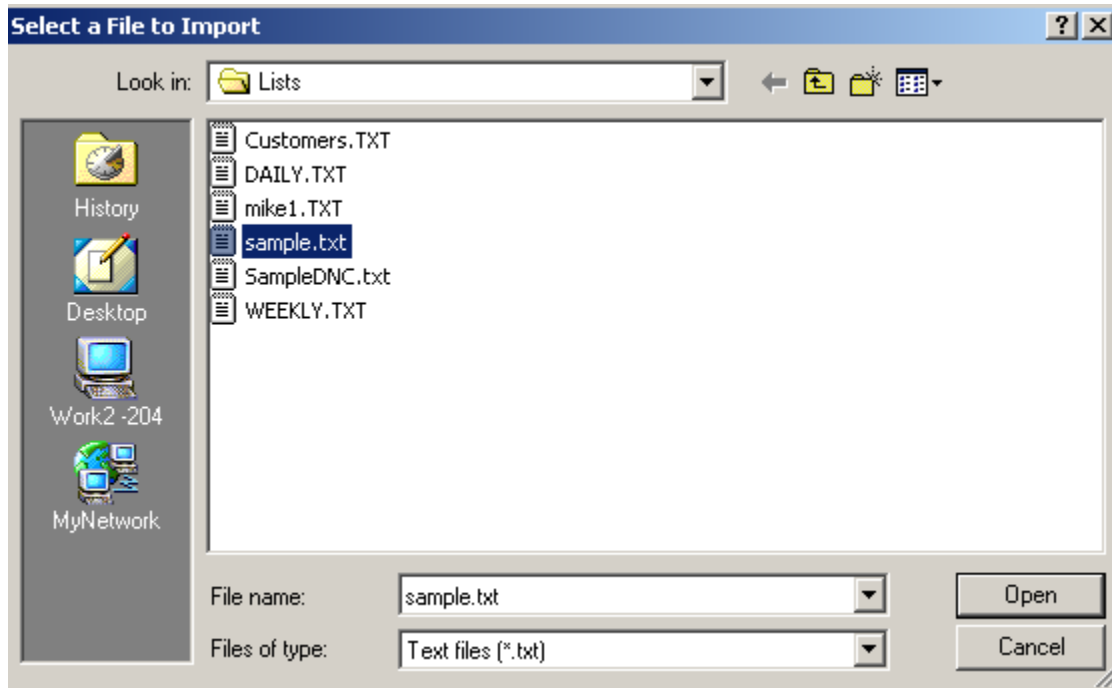 Select a File to Import
Look in: Lists
History
Desktop
Work2 -204
MyNetwork
Customers.TXT
DAILY.TXT
mike1.TXT
sample.txt
SampleDNC.txt
WEEKLY.TXT
File name: sample.txt Open
Files of type: Text files (*.txt) Cancel